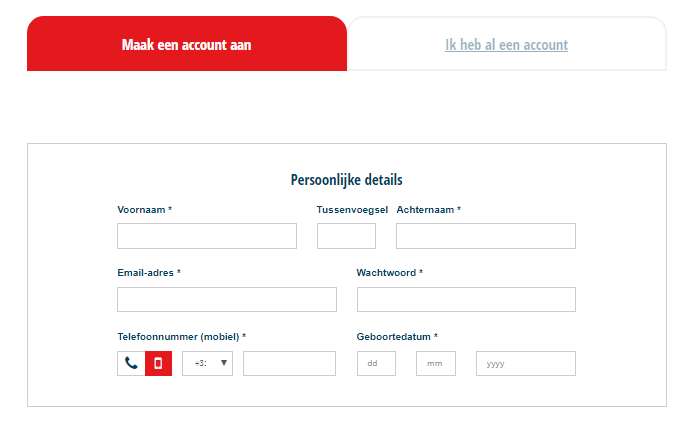 Maak een account aan
Ik heb al een account
Persoonlijke details
Voornaam * Tussenvoegsel Achternaam *
Email-adres * Wachtwoord *
Telefoonnummer (mobiel) * Geboortedatum *
dd mm yyyy